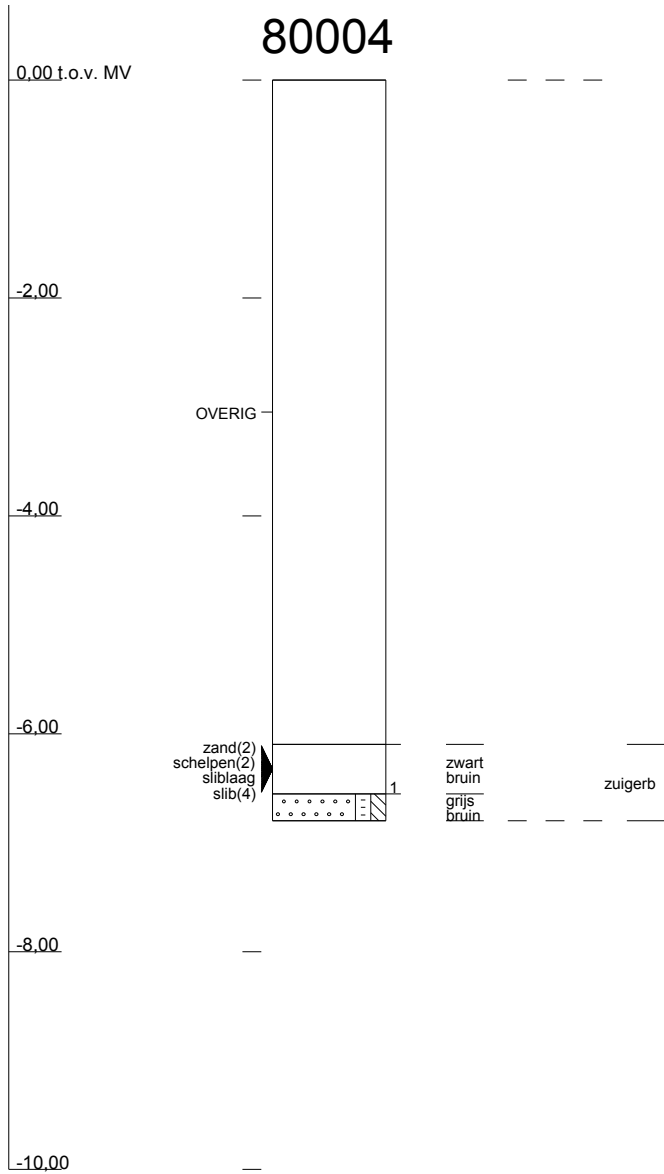 80004
0,00 t.o.v. MV
-2,00
OVERIG
-4,00
-6,00
zand(2)
schelpen(2)
sliblaag
slib(4)
zwart
bruin
1
grijs
bruin
zuigerb
-8,00
-10,00